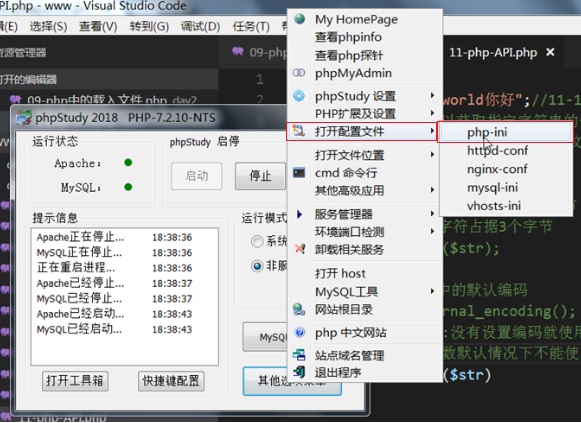 PI.php - www - Visual Studio Code
选择(S) 查看(V) 转到(G) 调试(D) 任务(T)
资源管理器
打开的编辑器
09-php中的载入文件.php day2
09-ph
11-php-API.php
1
2
world你好";//11-1
phpStudy 2018 PHP-7.2.10-NTS
运行状态
Apache:
MySQL:
phpStudy 启停
启动
停止
提示信息
Apache正在停止... 18:38:36
MySQL正在停止... 18:38:36
正在重启进程... 18:38:36
Apache已经停止... 18:38:37
MySQL已经停止... 18:38:37
Apache已经启动... 18:38:43
MySQL已经启动... 18:38:43
运行模式
系统
非服
MySQL
打开工具箱
快捷键配置
其他选项菜单
My HomePage
查看phpinfo
查看php探针
phpMyAdmin
phpStudy 设置
PHP扩展及设置
打开配置文件
打开文件位置
cmd 命令行
其他高级应用
服务管理器
环境端口检测
卸载相关服务
打开 host
MySQL工具
网站根目录
php 中文网站
站点域名管理
退出程序
php-ini
httpd-conf
nginx-conf
mysql-ini
vhosts-ini
字符占据3个字节
($str);
中的默认编码
rnal_encoding();
:没有设置编码就使用
数默认情况下不能使
($str)
11-php-API.php